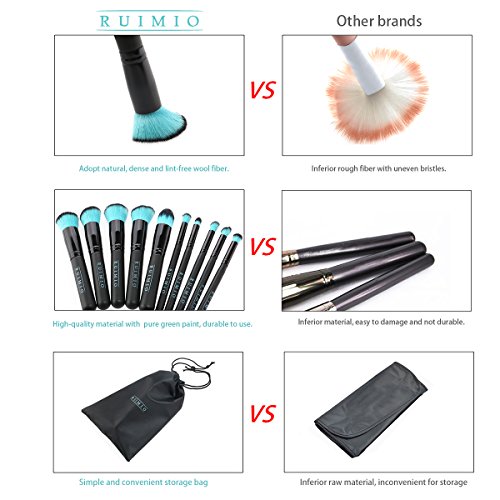 RUIMIO
Other brands
VS
Adopt natural, dense and lint-free wool fiber.
Inferior rough fiber with uneven bristles.
RUIMIO
RUIMIO
RUIMIO
RUIMIO
RUIMIO
VS
High-quality material with pure green paint, durable to use.
Inferior material, easy to damage and not durable.
RUIMIO
VS
Simple and convenient storage bag
Inferior raw material, inconvenient for storage